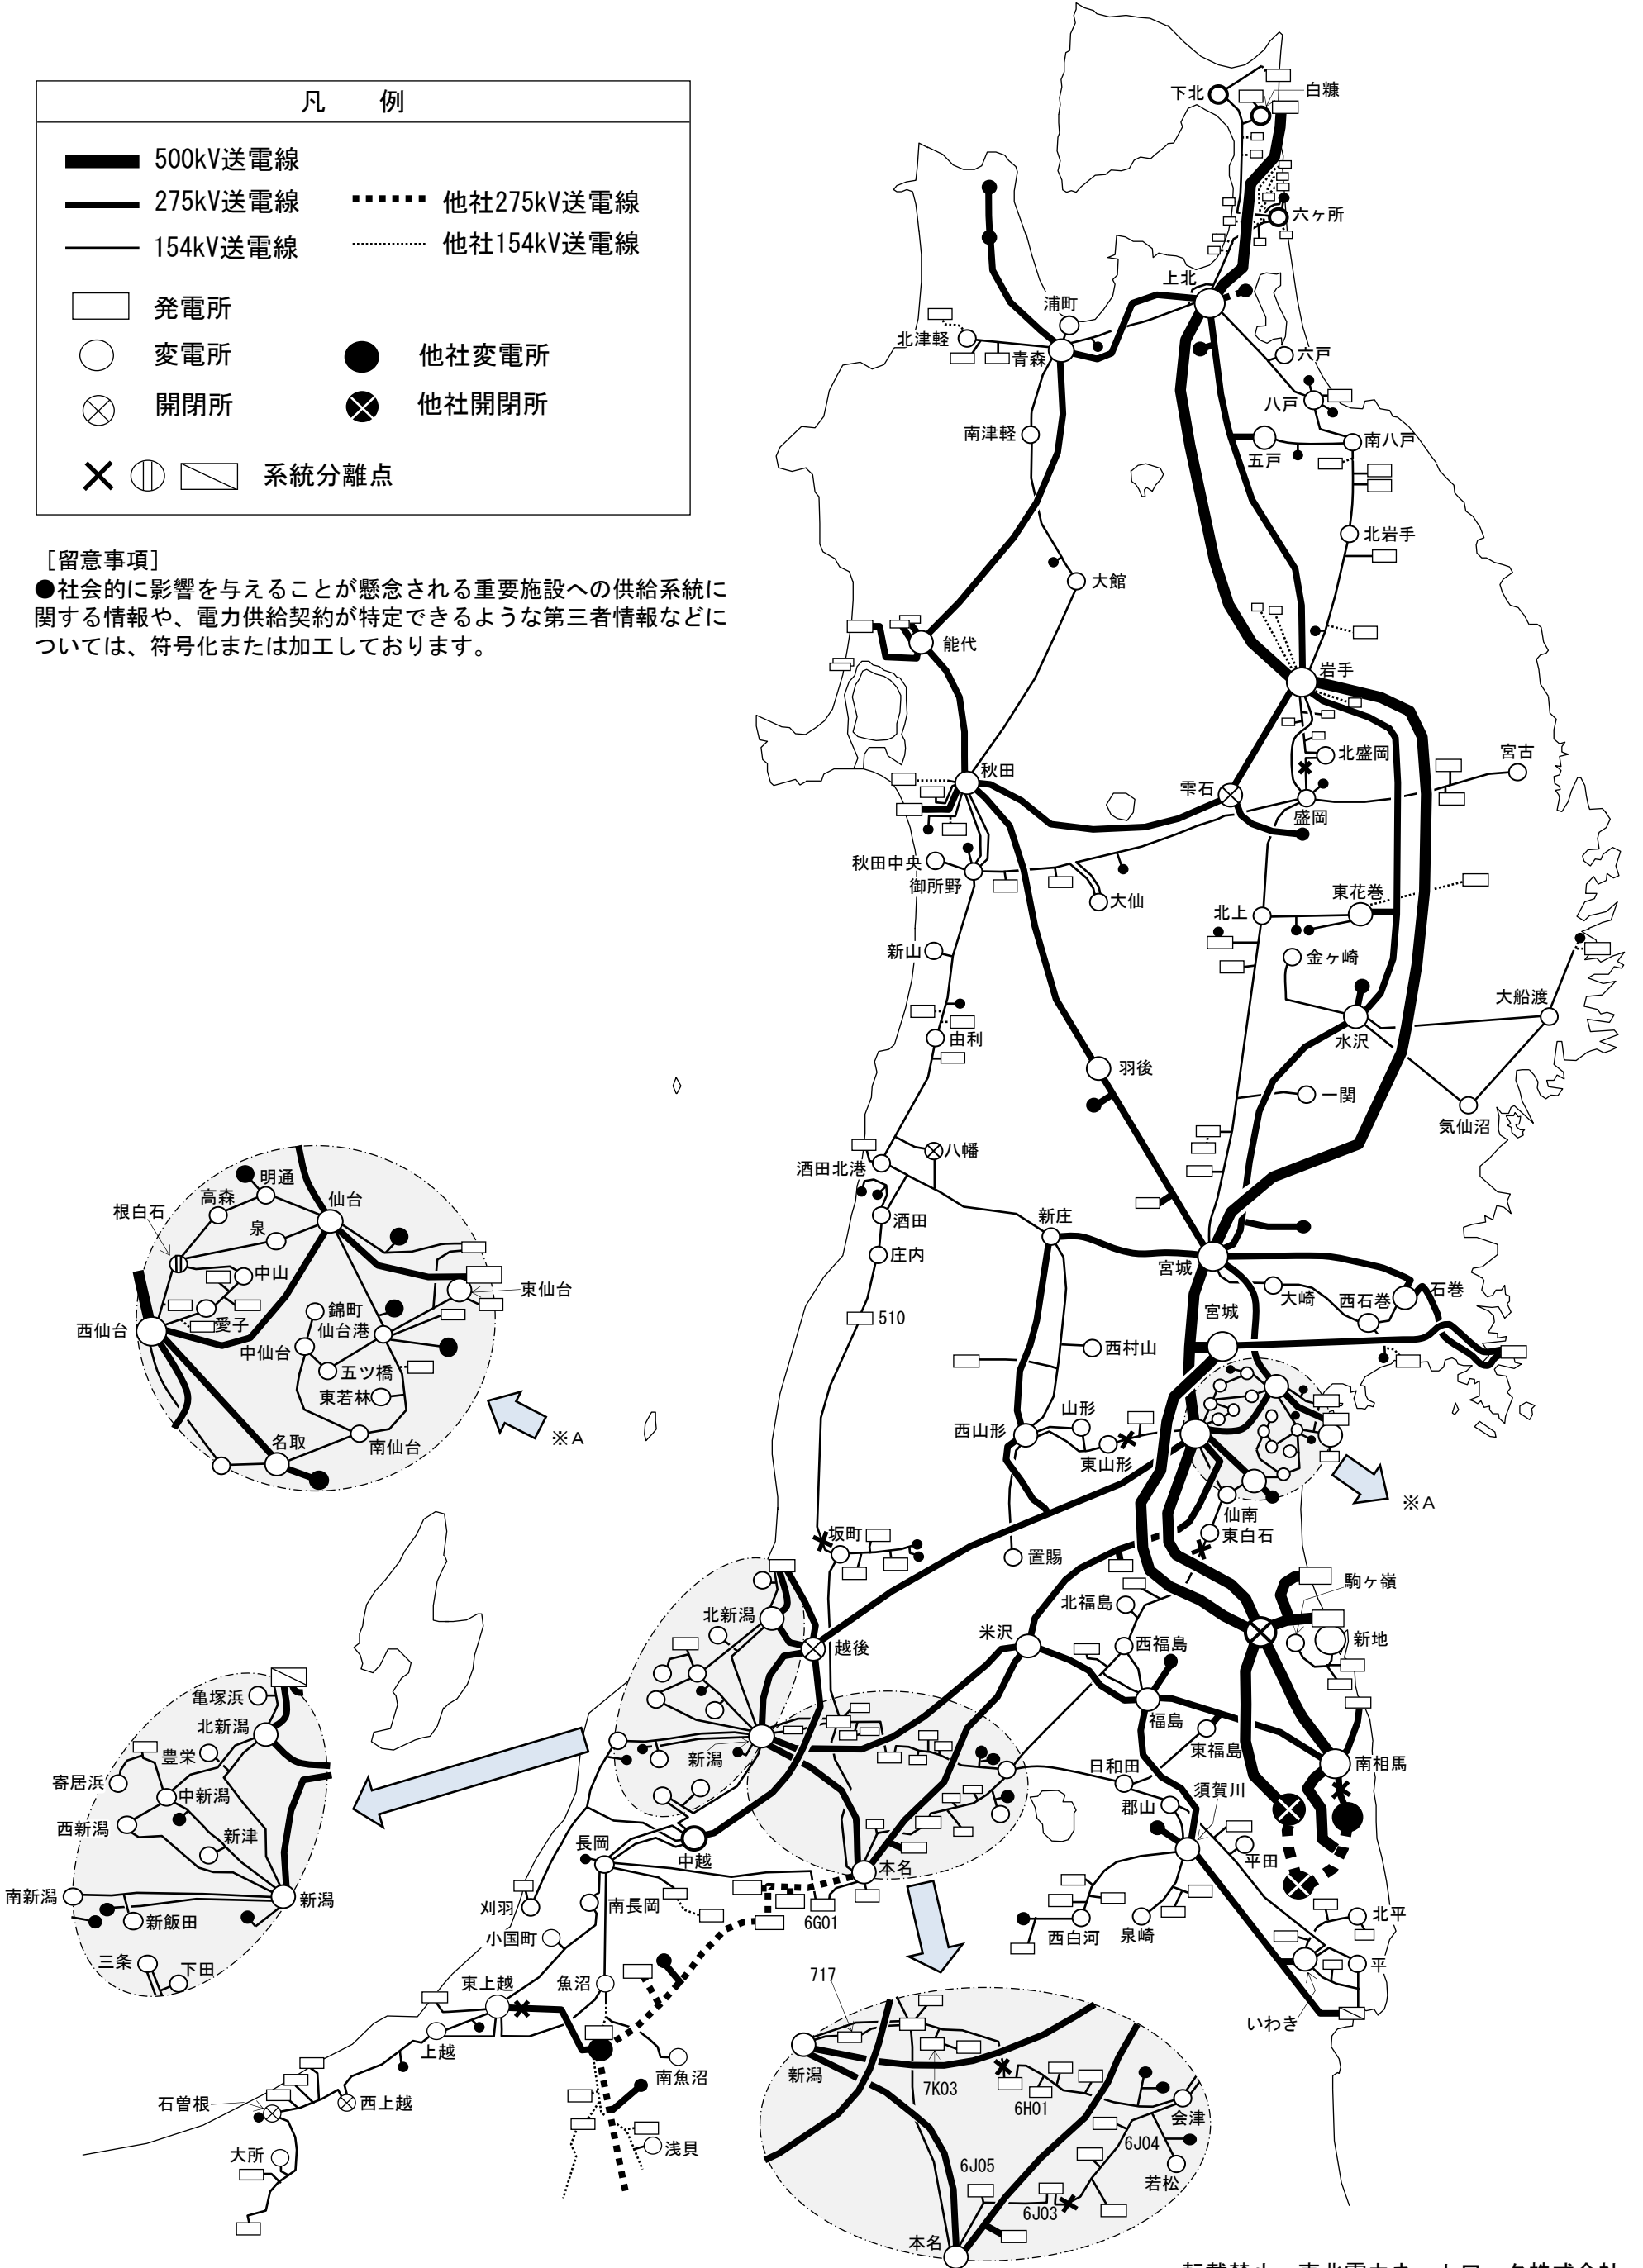 凡　例
500kV送電線
275kV送電線
他社275kV送電線
154kV送電線
他社154kV送電線
発電所
変電所
他社変電所
開閉所
他社開閉所
系統分離点
［留意事項］
●社会的に影響を与えることが懸念される重要施設への供給系統に
関する情報や、電力供給契約が特定できるような第三者情報などに
ついては、符号化または加工しております。
下北
白糠
六ヶ所
上北
浦町
北津軽
青森
六戸
八戸
南津軽
南八戸
五戸
北岩手
大館
能代
岩手
北盛岡
宮古
秋田
雫石
盛岡
秋田中央
御所野
大仙
東花巻
北上
新山
金ヶ崎
大船渡
由利
水沢
羽後
一関
気仙沼
八幡
酒田北港
酒田
新庄
庄内
宮城
大崎
石巻
西石巻
宮城
510
西村山
山形
西山形
東山形
※A
仙南
東白石
坂町
置賜
駒ヶ嶺
北福島
北新潟
越後
米沢
西福島
新地
福島
東福島
南相馬
新潟
日和田
須賀川
郡山
長岡
中越
本名
平田
刈羽
南長岡
6G01
西白河
泉崎
北平
小国町
平
東上越
魚沼
いわき
上越
南魚沼
石曽根
西上越
大所
浅貝
明通
高森
仙台
根白石
泉
中山
東仙台
錦町
西仙台
愛子
仙台港
中仙台
五ツ橋
東若林
名取
南仙台
※A
亀塚浜
北新潟
豊栄
寄居浜
中新潟
西新潟
新津
南新潟
新潟
新飯田
三条
下田
717
新潟
7K03
6H01
会津
6J04
6J05
若松
6J03
本名